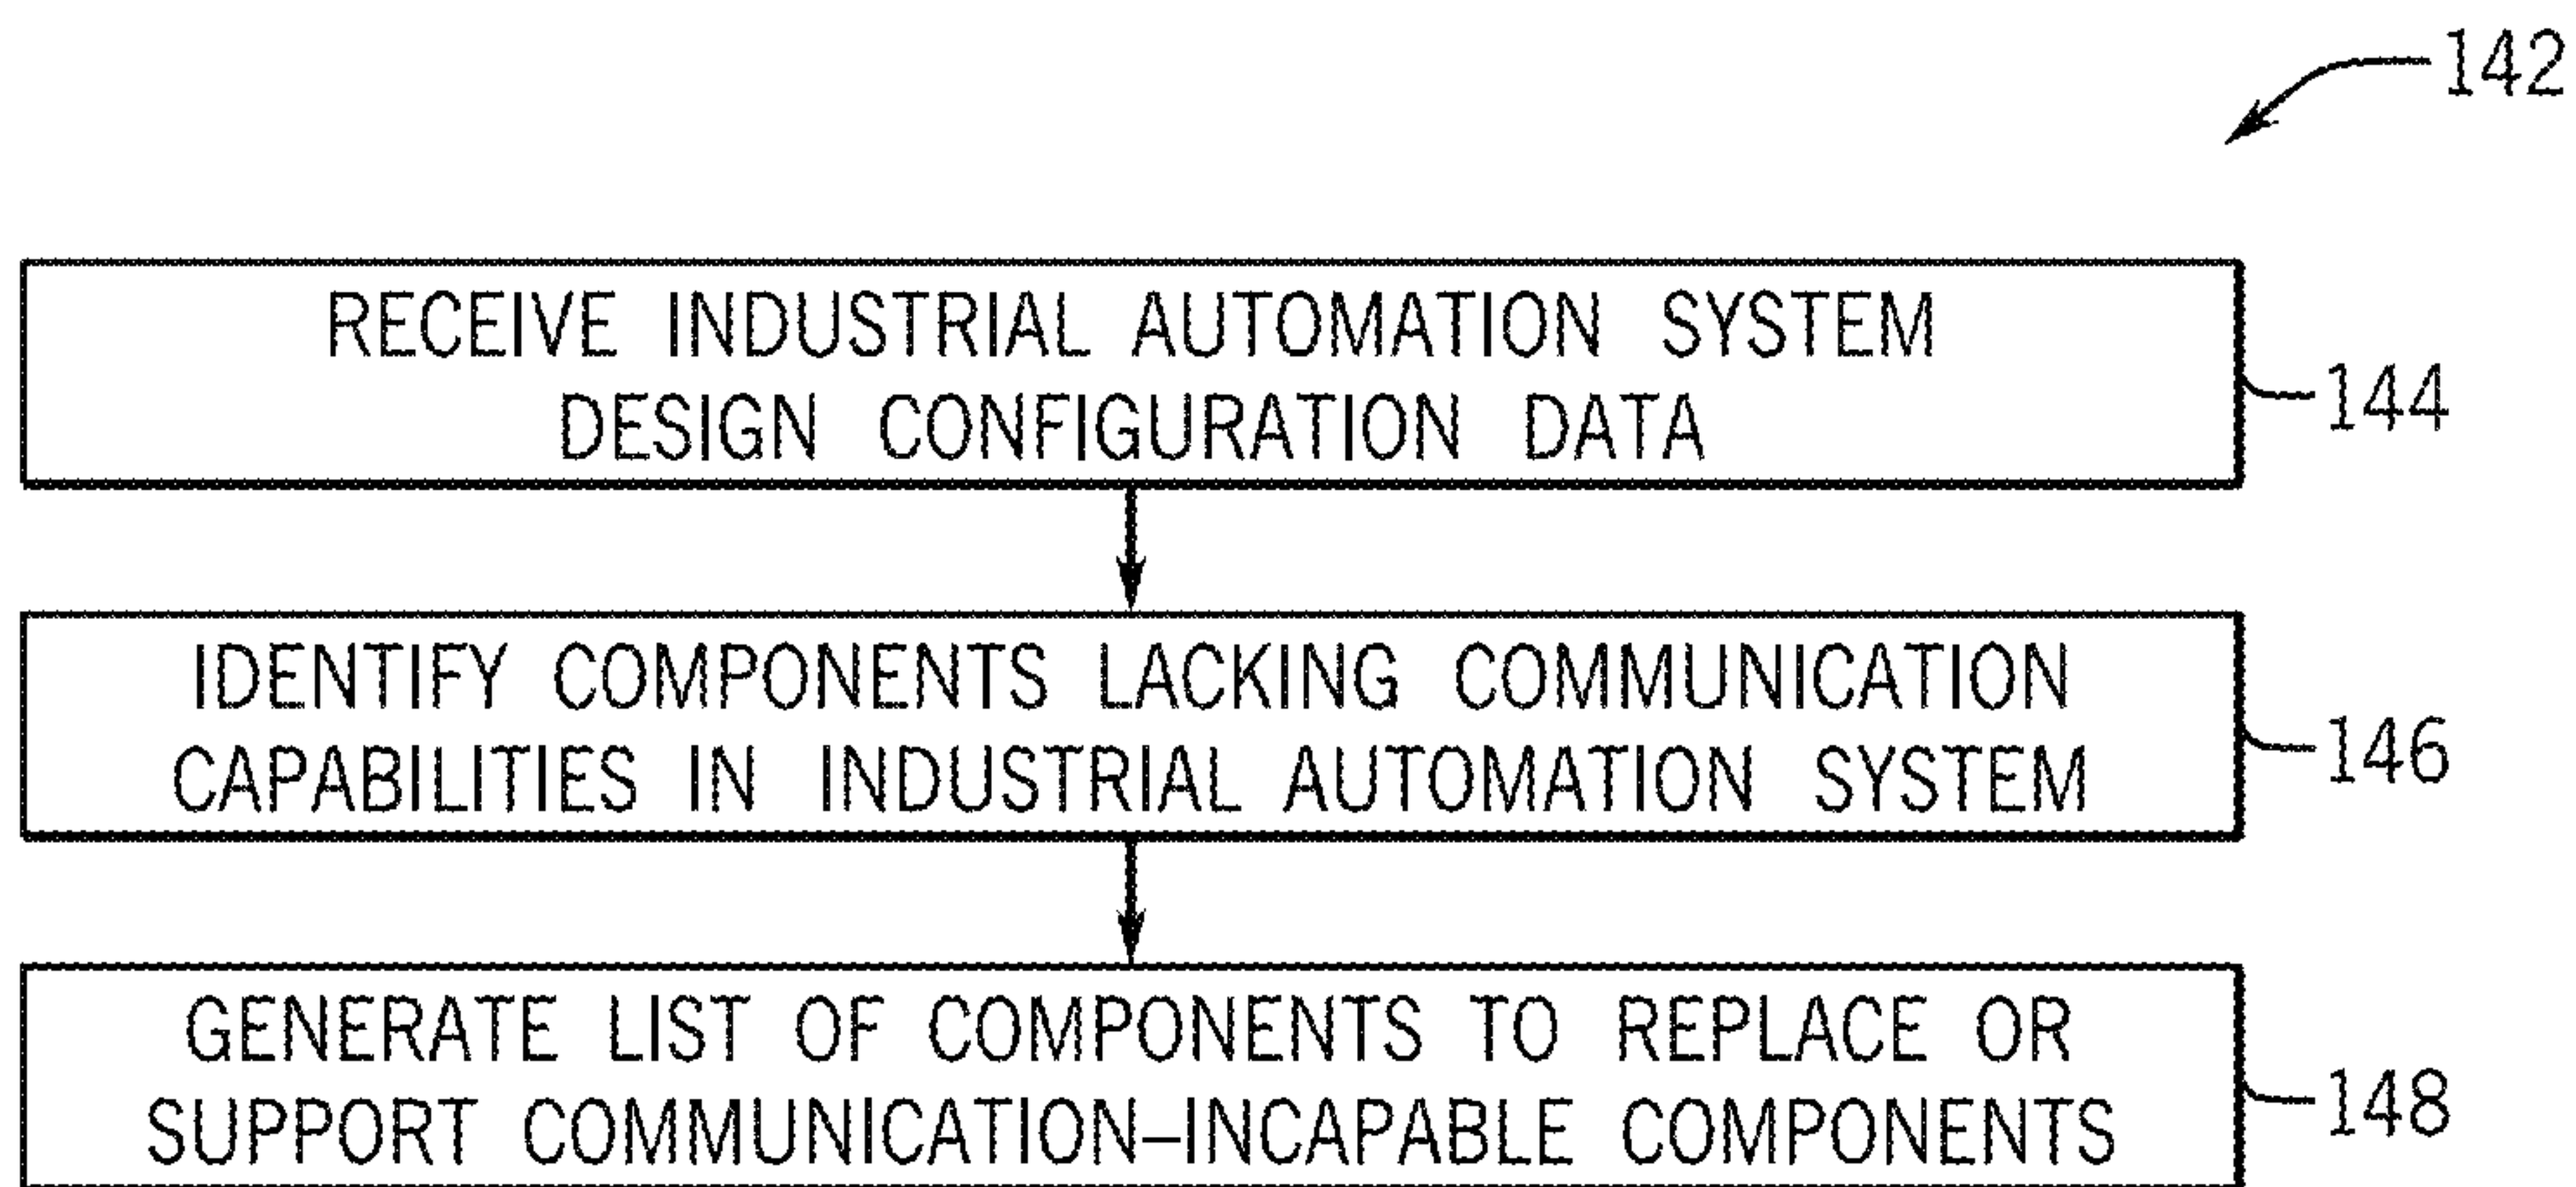 142
RECEIVE INDUSTRIAL AUTOMATION SYSTEM
DESIGN CONFIGURATION DATA
144
IDENTIFY COMPONENTS LACKING COMMUNICATION
CAPABILITIES IN INDUSTRIAL AUTOMATION SYSTEM
146
GENERATE LIST OF COMPONENTS TO REPLACE OR
SUPPORT COMMUNICATION–INCAPABLE COMPONENTS
148